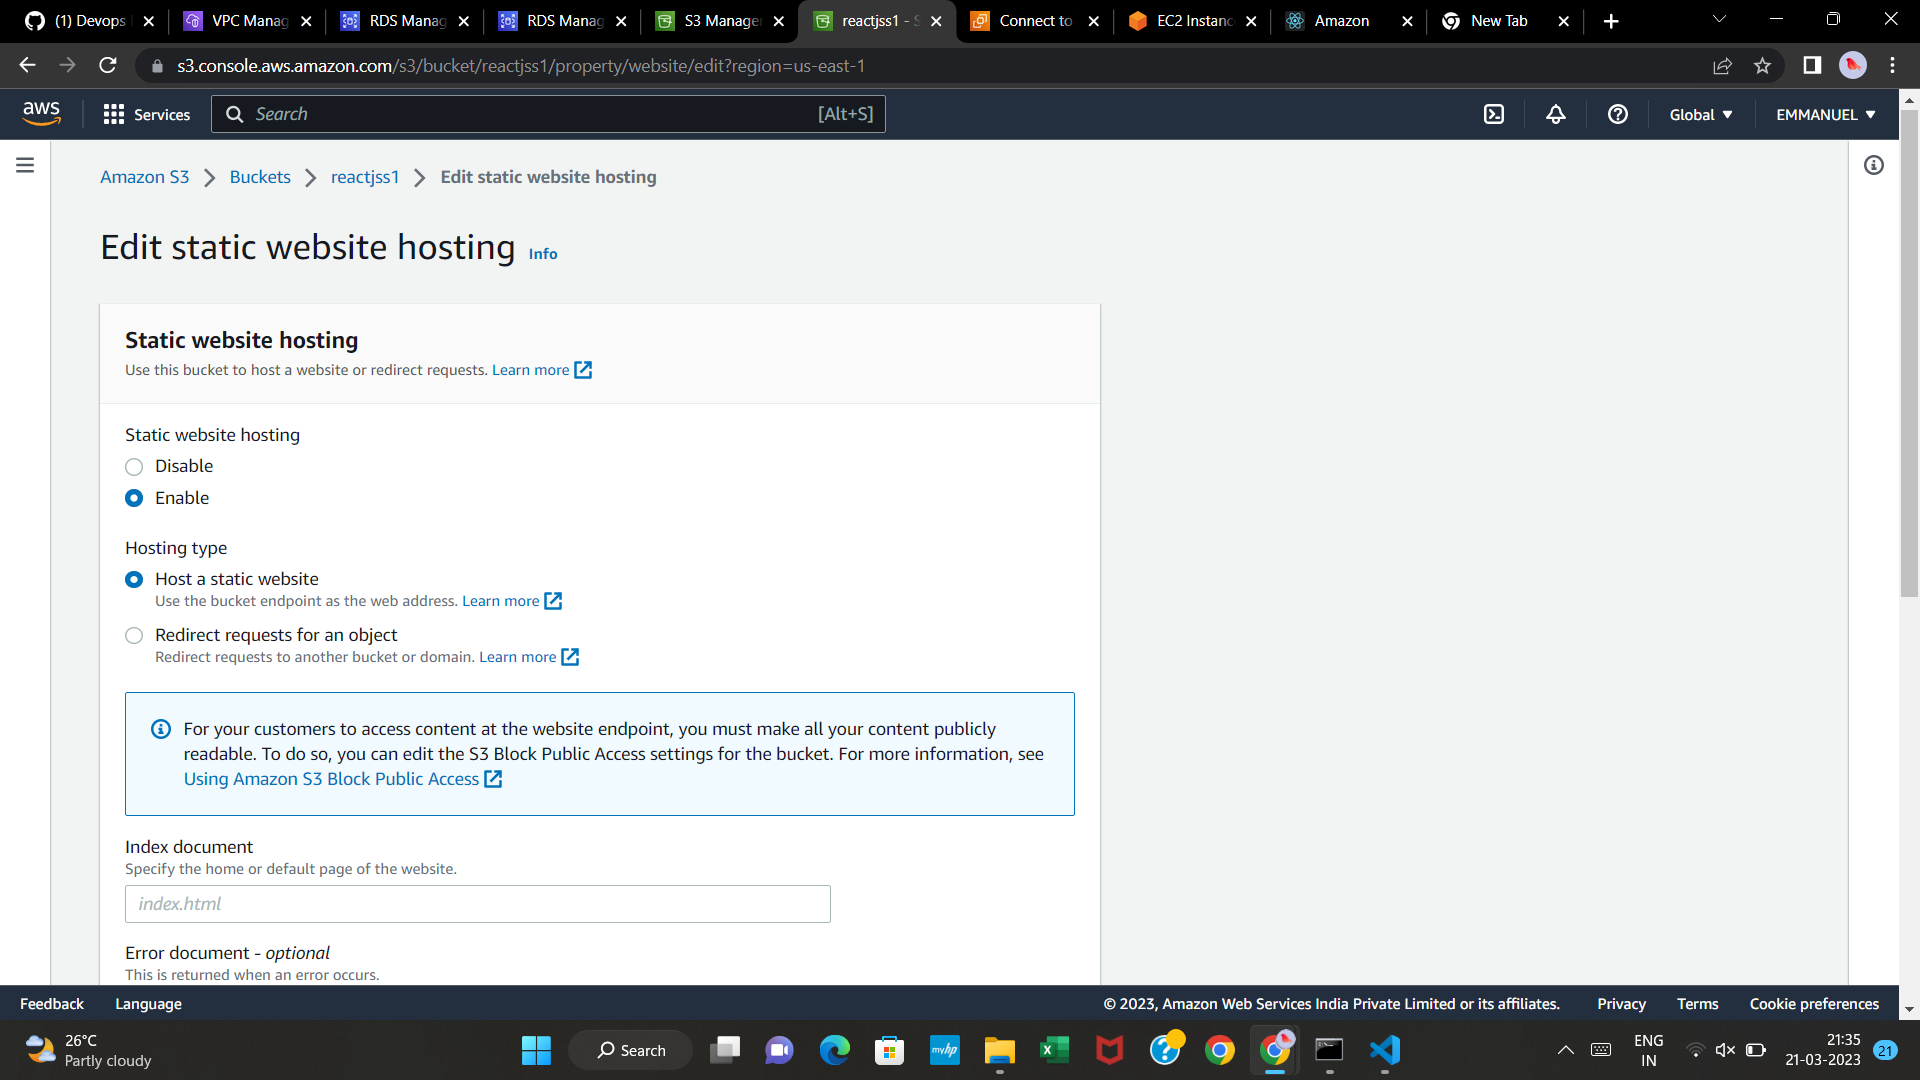 (1) Devops
VPC Manag
RDS Manag
RDS Manag
S3 Manage
reactjss1 - S
Connect to
EC2 Instanc
Amazon
New Tab
s3.console.aws.amazon.com/s3/bucket/reactjss1/property/website/edit?region=us-east-1
aws
Services
Search
[Alt+S]
Global
EMMANUEL
Amazon S3
Buckets
reactjss1
Edit static website hosting
Edit static website hosting
Info
Static website hosting
Use this bucket to host a website or redirect requests. Learn more
Static website hosting
Disable
Enable
Hosting type
Host a static website
Use the bucket endpoint as the web address. Learn more
Redirect requests for an object
Redirect requests to another bucket or domain. Learn more
For your customers to access content at the website endpoint, you must make all your content publicly
readable. To do so, you can edit the S3 Block Public Access settings for the bucket. For more information, see
Using Amazon S3 Block Public Access
Index document
Specify the home or default page of the website.
index.html
Error document - optional
This is returned when an error occurs.
Feedback
Language
© 2023, Amazon Web Services India Private Limited or its affiliates.
Privacy
Terms
Cookie preferences
26°C
Partly cloudy
Search
myhp
ENG
IN
21:35
21-03-2023
21